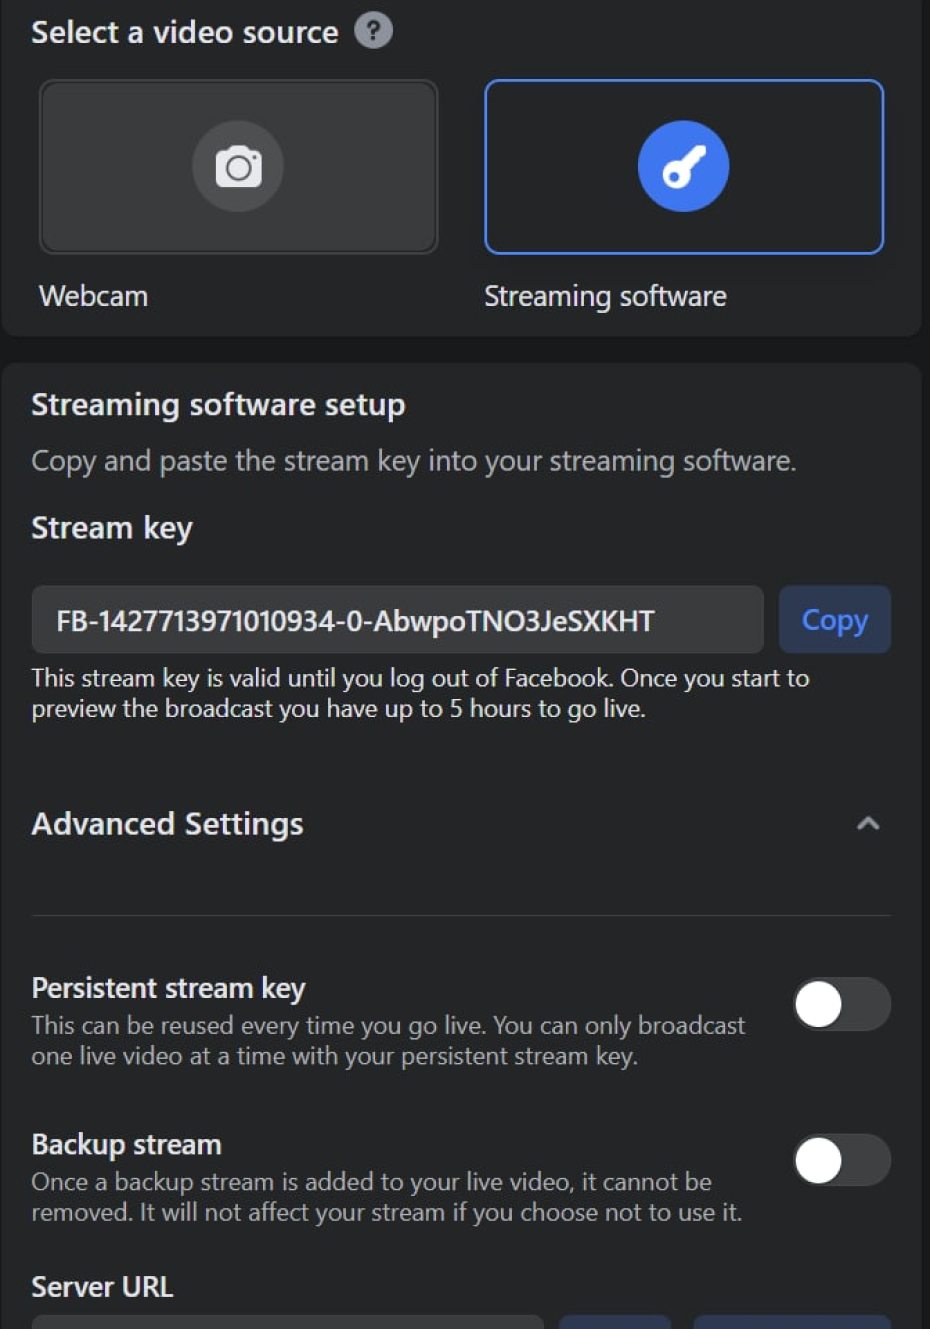 Select a video source ?
Webcam
Streaming software
Streaming software setup
Copy and paste the stream key into your streaming software.
Stream key
FB-1427713971010934-0-AbwpoTNO3JeSXKHT
Copy
This stream key is valid until you log out of Facebook. Once you start to
preview the broadcast you have up to 5 hours to go live.
Advanced Settings
Persistent stream key
This can be reused every time you go live. You can only broadcast
one live video at a time with your persistent stream key.
Backup stream
Once a backup stream is added to your live video, it cannot be
removed. It will not affect your stream if you choose not to use it.
Server URL